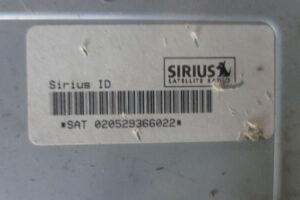 SIRIUS
SATELLITE RADIO
Sirius ID
*SAT 020529366022*